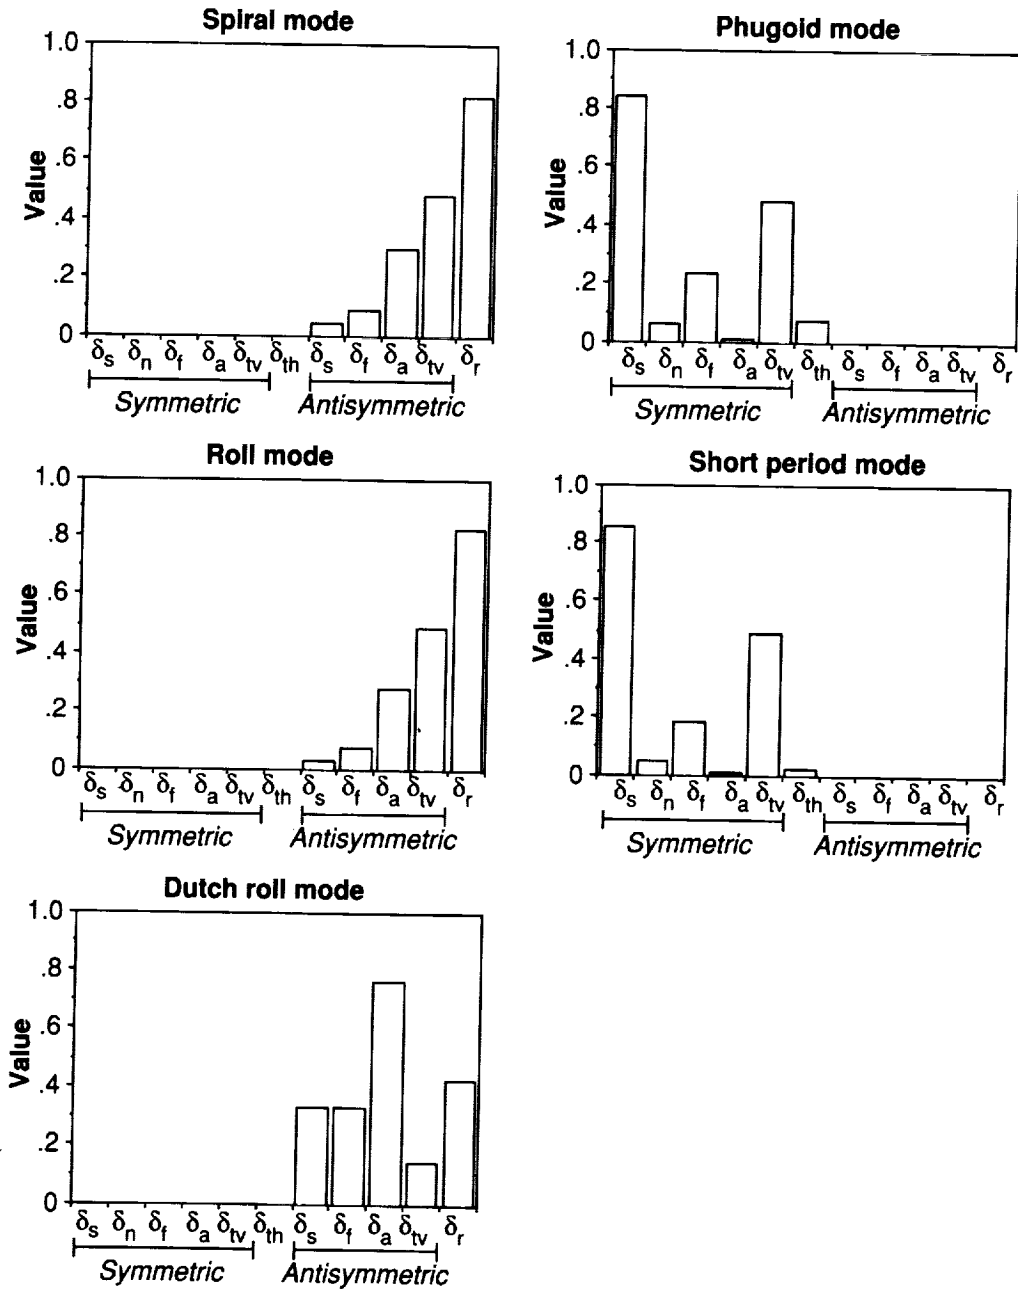 Spiral mode
1.0
.8
.6
.4
.2
0
Value
δs δn δf δa δtv δth δs δf δa δtv δr
Symmetric Antisymmetric
Phugoid mode
1.0
.8
.6
.4
.2
0
Value
δs δn δf δa δtv δth δs δf δa δtv δr
Symmetric Antisymmetric
Roll mode
1.0
.8
.6
.4
.2
0
Value
δs δn δf δa δtv δth δs δf δa δtv δr
Symmetric Antisymmetric
Short period mode
1.0
.8
.6
.4
.2
0
Value
δs δn δf δa δtv δth δs δf δa δtv δr
Symmetric Antisymmetric
Dutch roll mode
1.0
.8
.6
.4
.2
0
Value
δs δn δf δa δtv δth δs δf δa δtv δr
Symmetric Antisymmetric